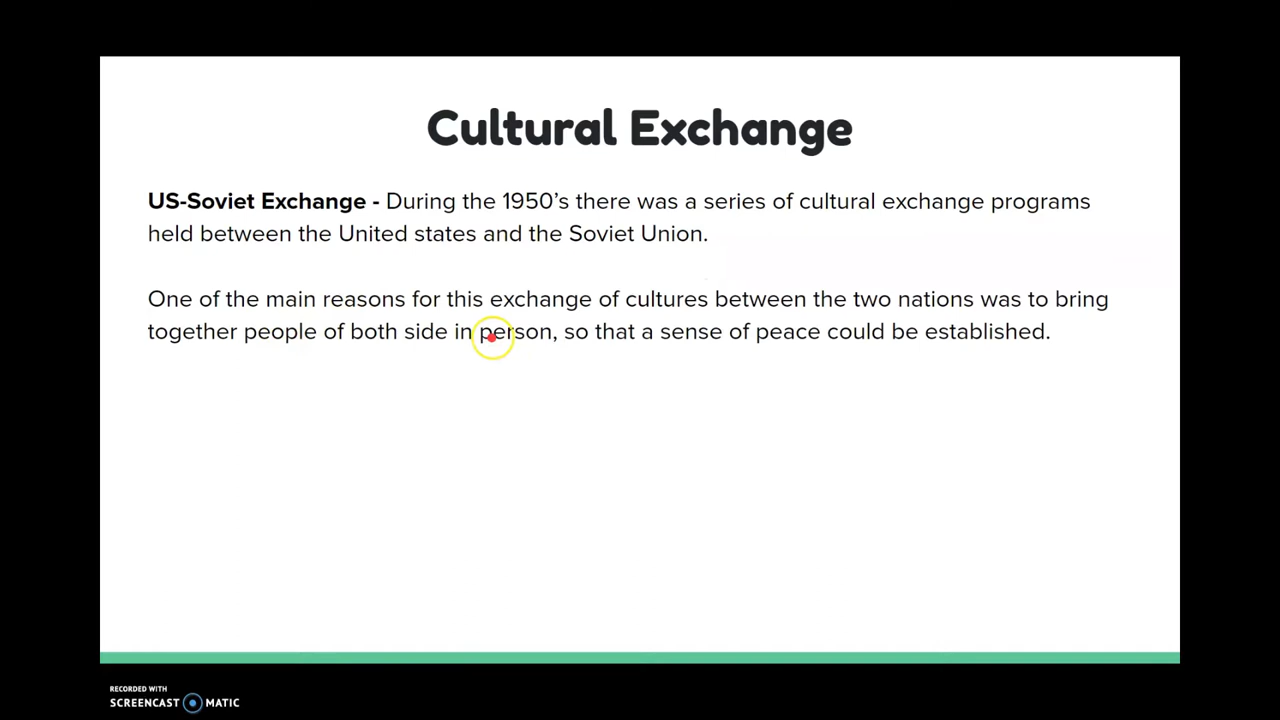 Cultural Exchange
US-Soviet Exchange - During the 1950's there was a series of cultural exchange programs
held between the United states and the Soviet Union.
One of the main reasons for this exchange of cultures between the two nations was to bring
together people of both side in person, so that a sense of peace could be established.
RECORDED WITH
SCREENCAST MATIC